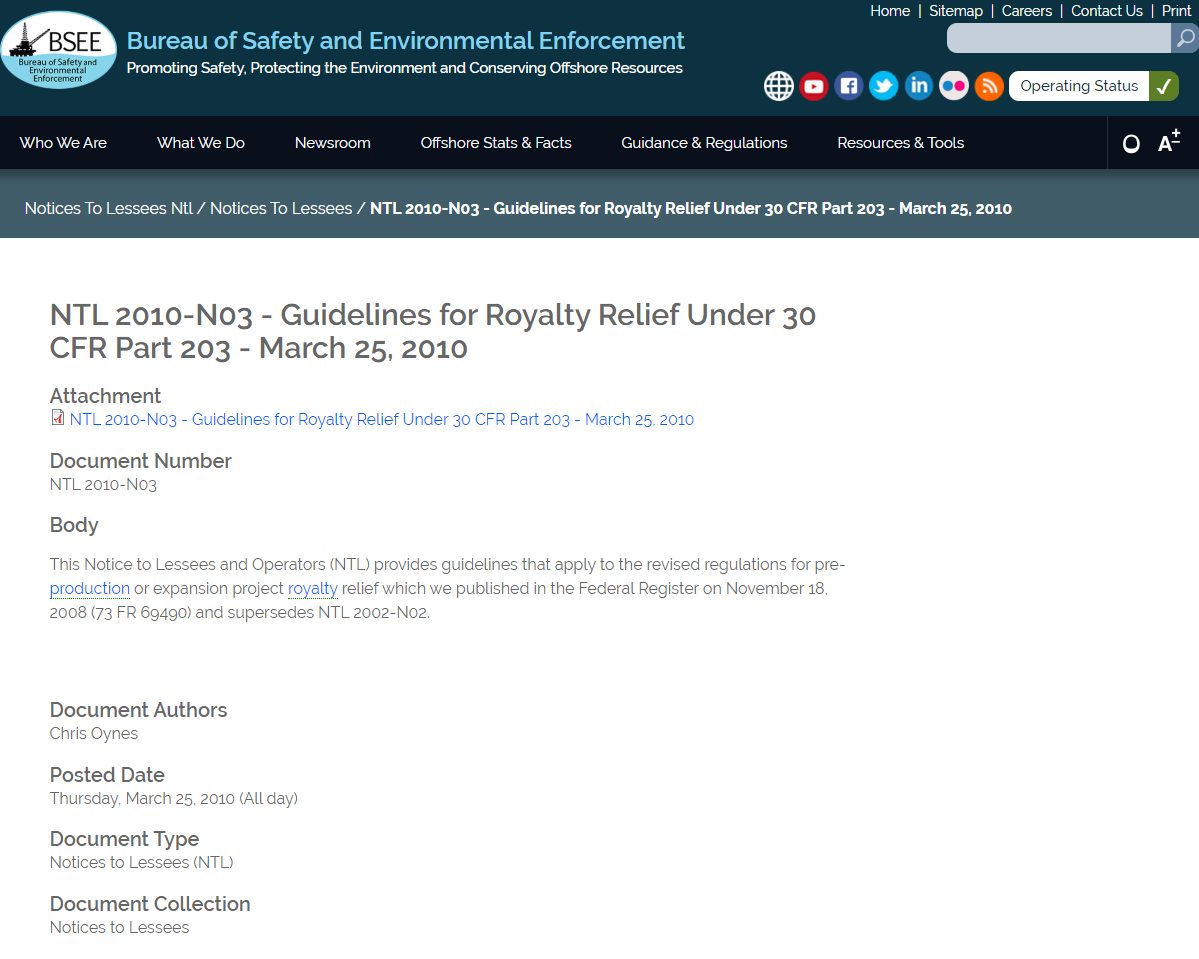 Home | Sitemap | Careers | Contact Us | Print
BSEE
Bureau of Safety and
Environmental
Enforcement
Bureau of Safety and Environmental Enforcement
Promoting Safety, Protecting the Environment and Conserving Offshore Resources
in
Operating Status
Who We Are
What We Do
Newsroom
Offshore Stats & Facts
Guidance & Regulations
Resources & Tools
A+-
Notices To Lessees Ntl / Notices To Lessees / NTL 2010-N03 - Guidelines for Royalty Relief Under 30 CFR Part 203 - March 25, 2010
NTL 2010-N03 - Guidelines for Royalty Relief Under 30
CFR Part 203 - March 25, 2010
Attachment
NTL 2010-N03 - Guidelines for Royalty Relief Under 30 CFR Part 203 - March 25, 2010
Document Number
NTL 2010-N03
Body
This Notice to Lessees and Operators (NTL) provides guidelines that apply to the revised regulations for pre-
production or expansion project royalty relief which we published in the Federal Register on November 18,
2008 (73 FR 69490) and supersedes NTL 2002-N02.
Document Authors
Chris Oynes
Posted Date
Thursday, March 25, 2010 (All day)
Document Type
Notices to Lessees (NTL)
Document Collection
Notices to Lessees